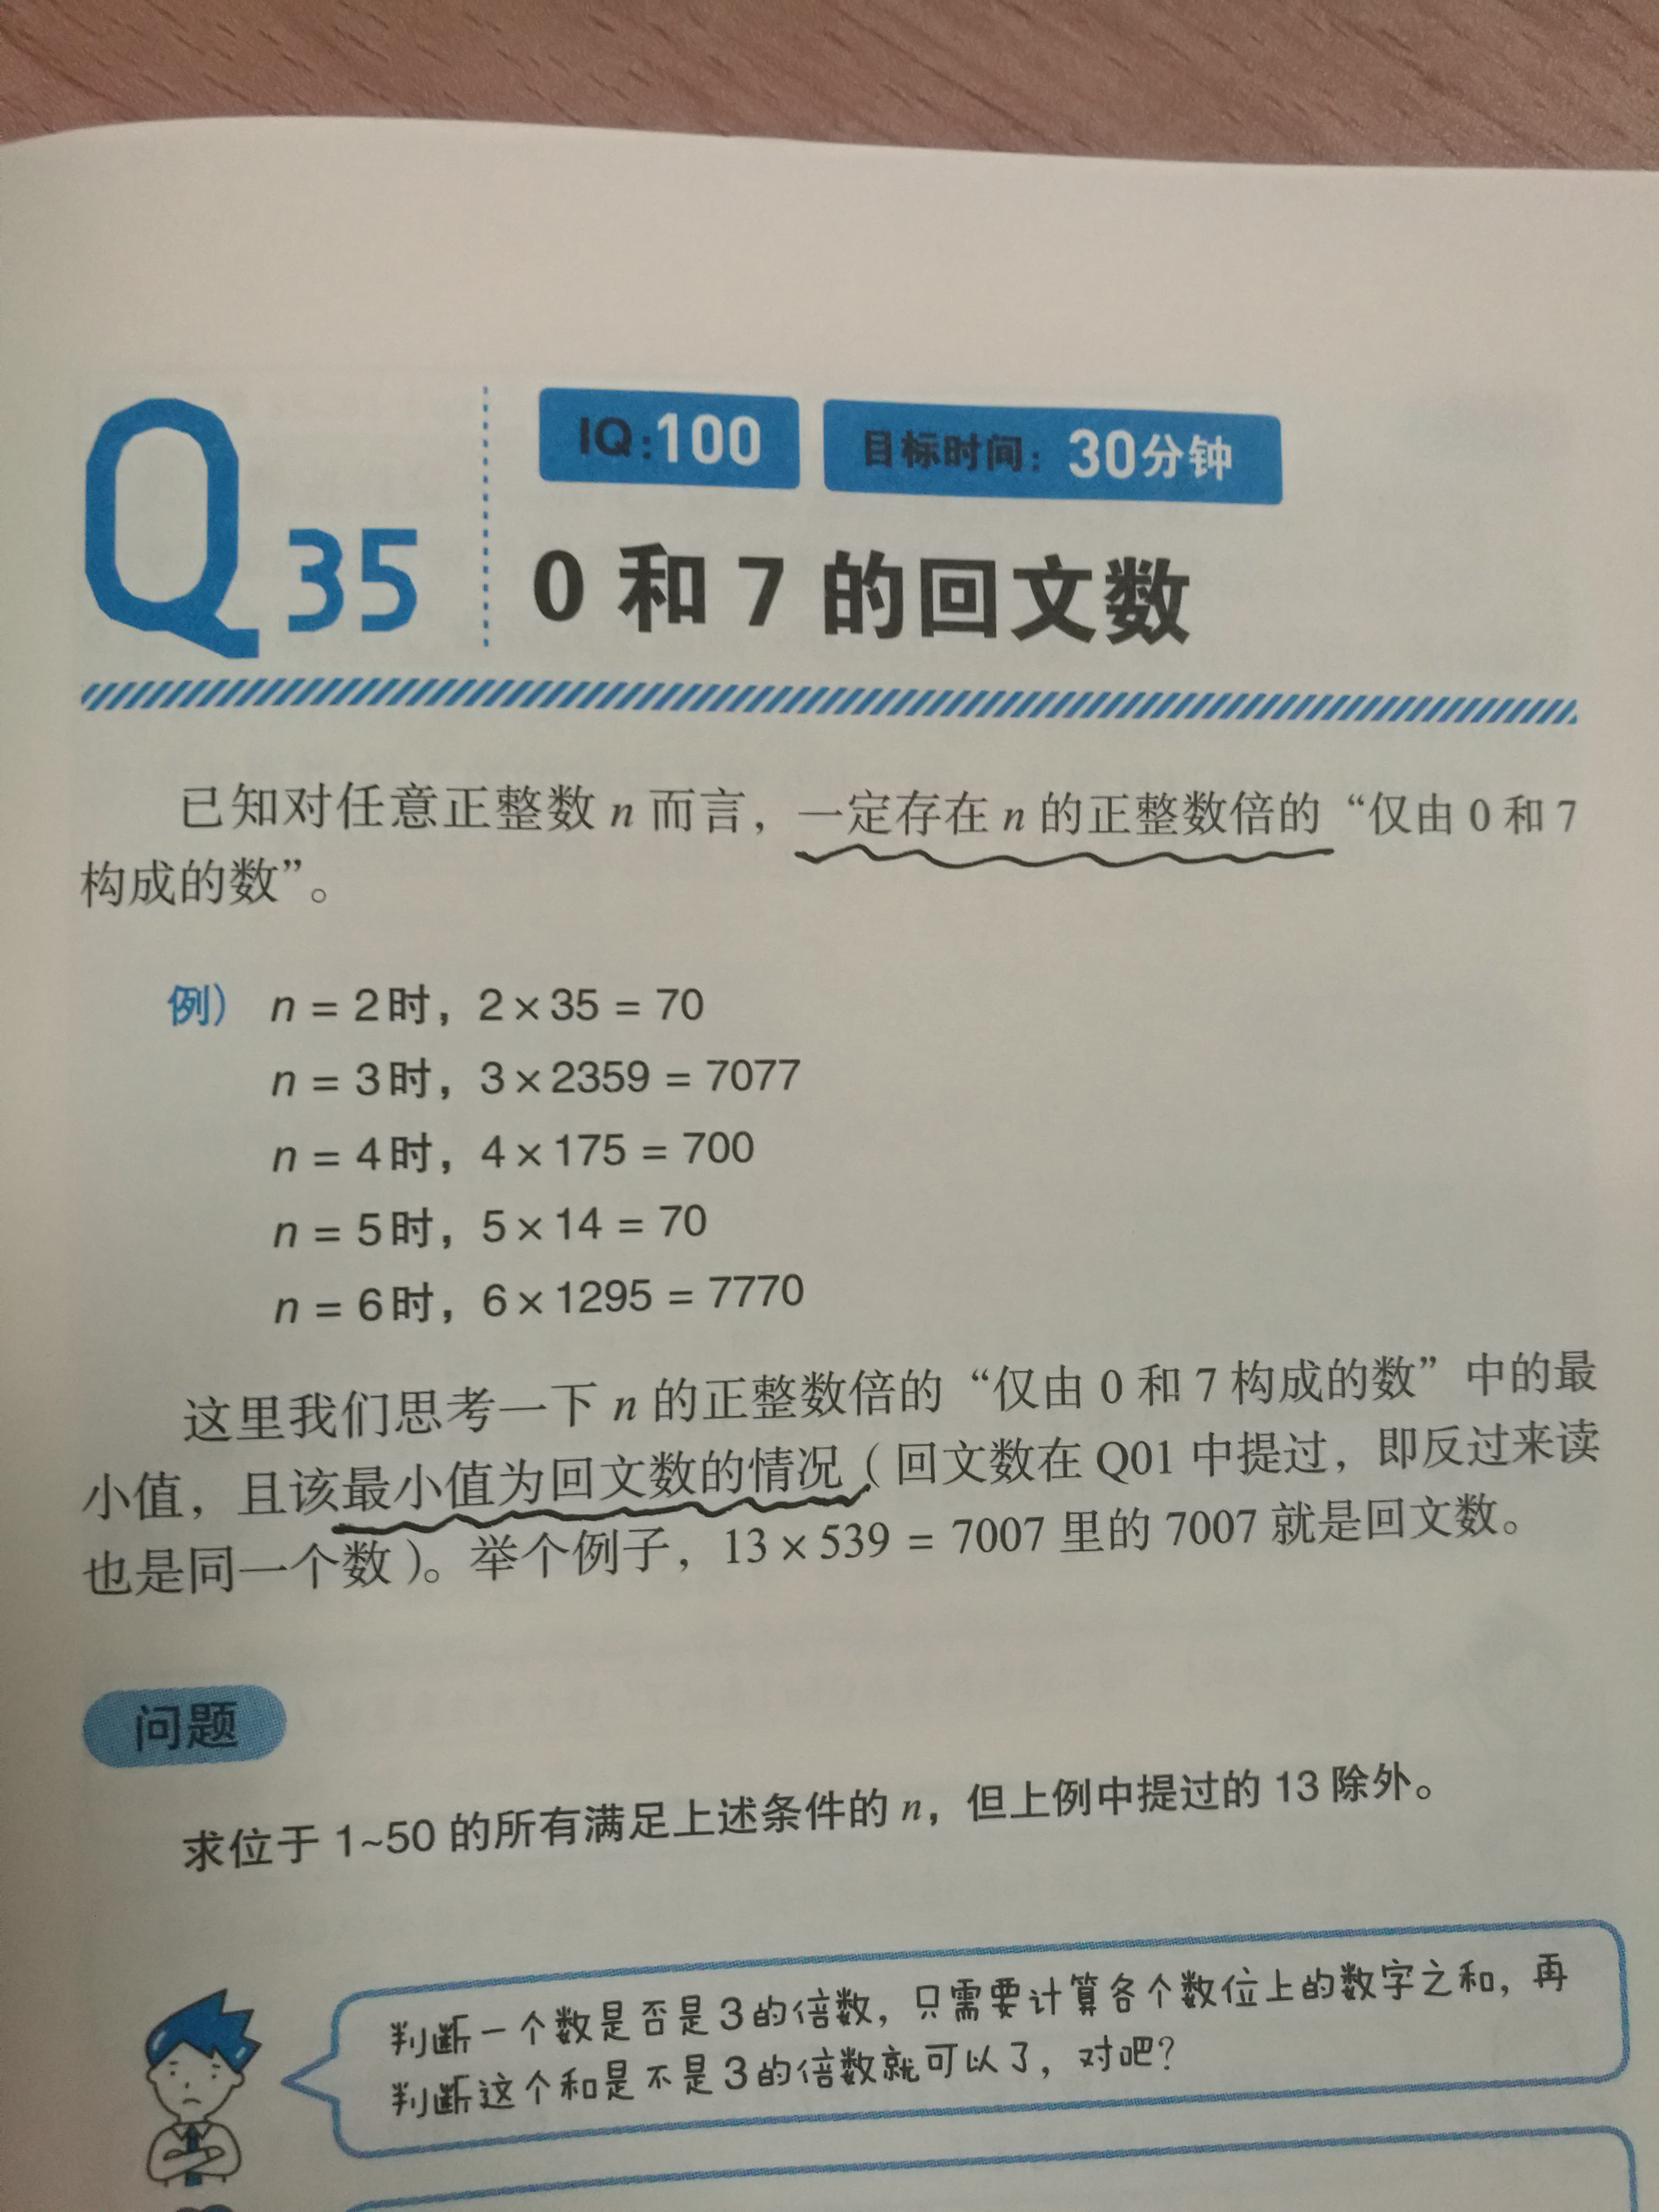 Q35
IQ:100 目标时间：30分钟
0 和 7 的回文数
已知对任意正整数 n 而言，一定存在 n 的正整数倍的“仅由 0 和 7
构成的数”。
例） n = 2时，2×35 = 70
n = 3时，3×2359 = 7077
n = 4时，4×175 = 700
n = 5时，5×14 = 70
n = 6时，6×1295 = 7770
这里我们思考一下 n 的正整数倍的“仅由 0 和 7 构成的数”中的最
小值，且该最小值为回文数的情况（回文数在 Q01 中提过，即反过来读
也是同一个数）。举个例子，13×539 = 7007 里的 7007 就是回文数。
问题
求位于 1~50 的所有满足上述条件的 n，但上例中提过的 13 除外。
判断一个数是否是3的倍数，只需要计算各个数位上的数字之和，再
判断这个和是不是3的倍数就可以了，对吧？